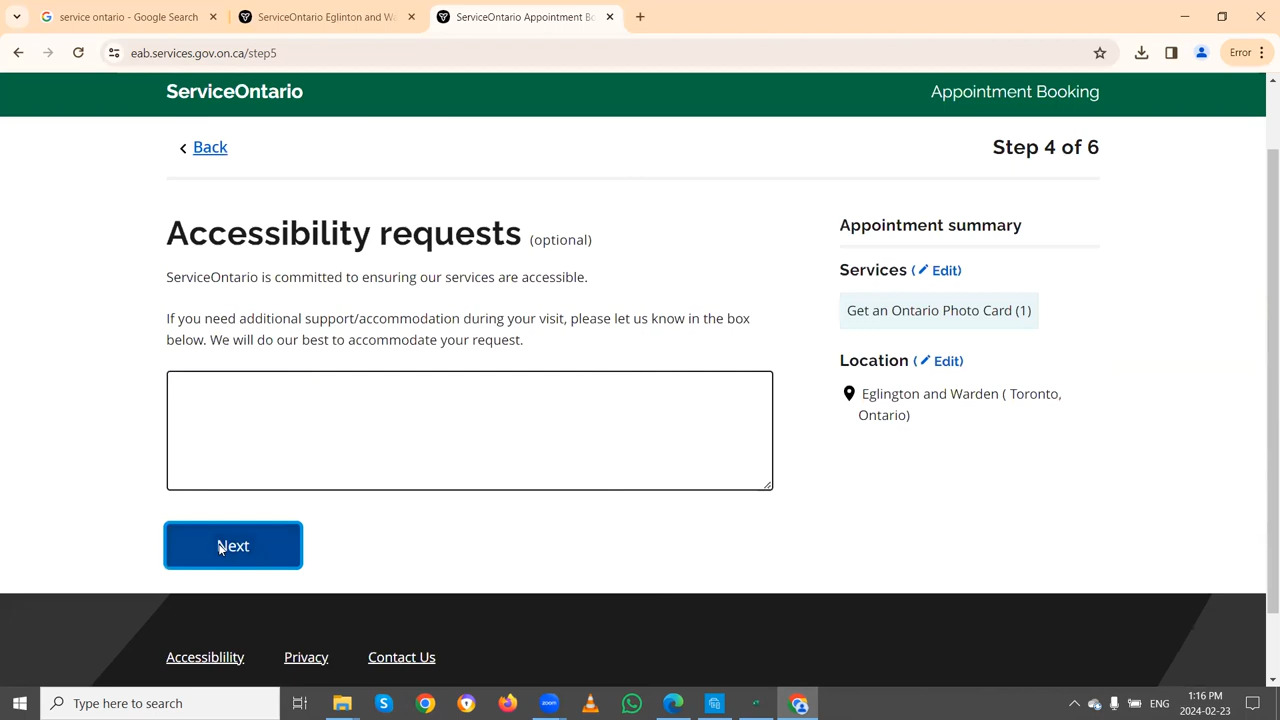 service ontario - Google Search
ServiceOntario Eglinton and Wa
ServiceOntario Appointment Bo
eab.services.gov.on.ca/step5
Error
ServiceOntario
Appointment Booking
Back
Step 4 of 6
Accessibility requests (optional)
ServiceOntario is committed to ensuring our services are accessible.
If you need additional support/accommodation during your visit, please let us know in the box
below. We will do our best to accommodate your request.
Next
Appointment summary
Services ( Edit)
Get an Ontario Photo Card (1)
Location ( Edit)
Eglington and Warden ( Toronto,
Ontario)
Accessiblility
Privacy
Contact Us
Type here to search
zoom
ENG
1:16 PM
2024-02-23